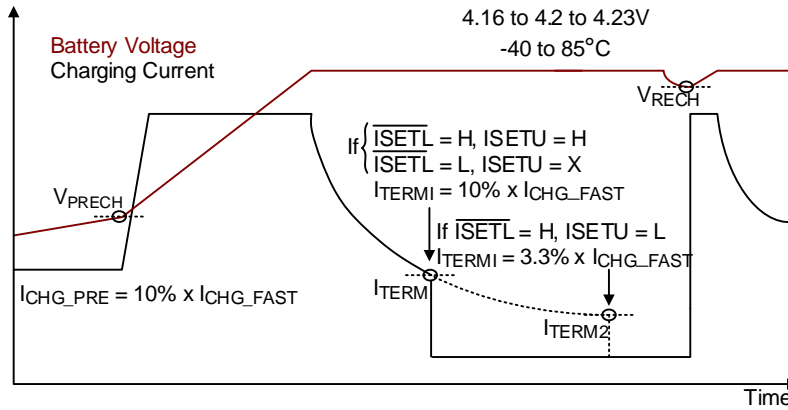 4.16 to 4.2 to 4.23V
-40 to 85°C
Battery Voltage
Charging Current
VRECH
If { ISETL = H, ISETU = H
ISETL = L, ISETU = X
ITERMI = 10% x ICHG_FAST
VPRECH
If ISETL = H, ISETU = L
ITERMI = 3.3% x ICHG_FAST
ICHG_PRE = 10% x ICHG_FAST
ITERM
ITERM2
Time